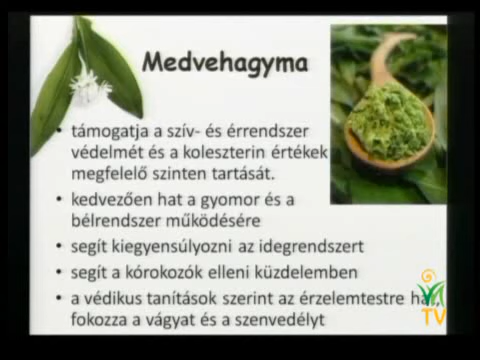 Medvehagyma
• támogatja a szív- és érrendszer
védelmét és a koleszterin értékek
megfelelő szinten tartását.
• kedvezően hat a gyomor és a
bélrendszer működésére
• segít kiegyensúlyozni az idegrendszert
• segít a kórokozók elleni küzdelemben
• a védikus tanítások szerint az érzelemtestre hat,
fokozza a vágyat és a szenvedélyt
TV